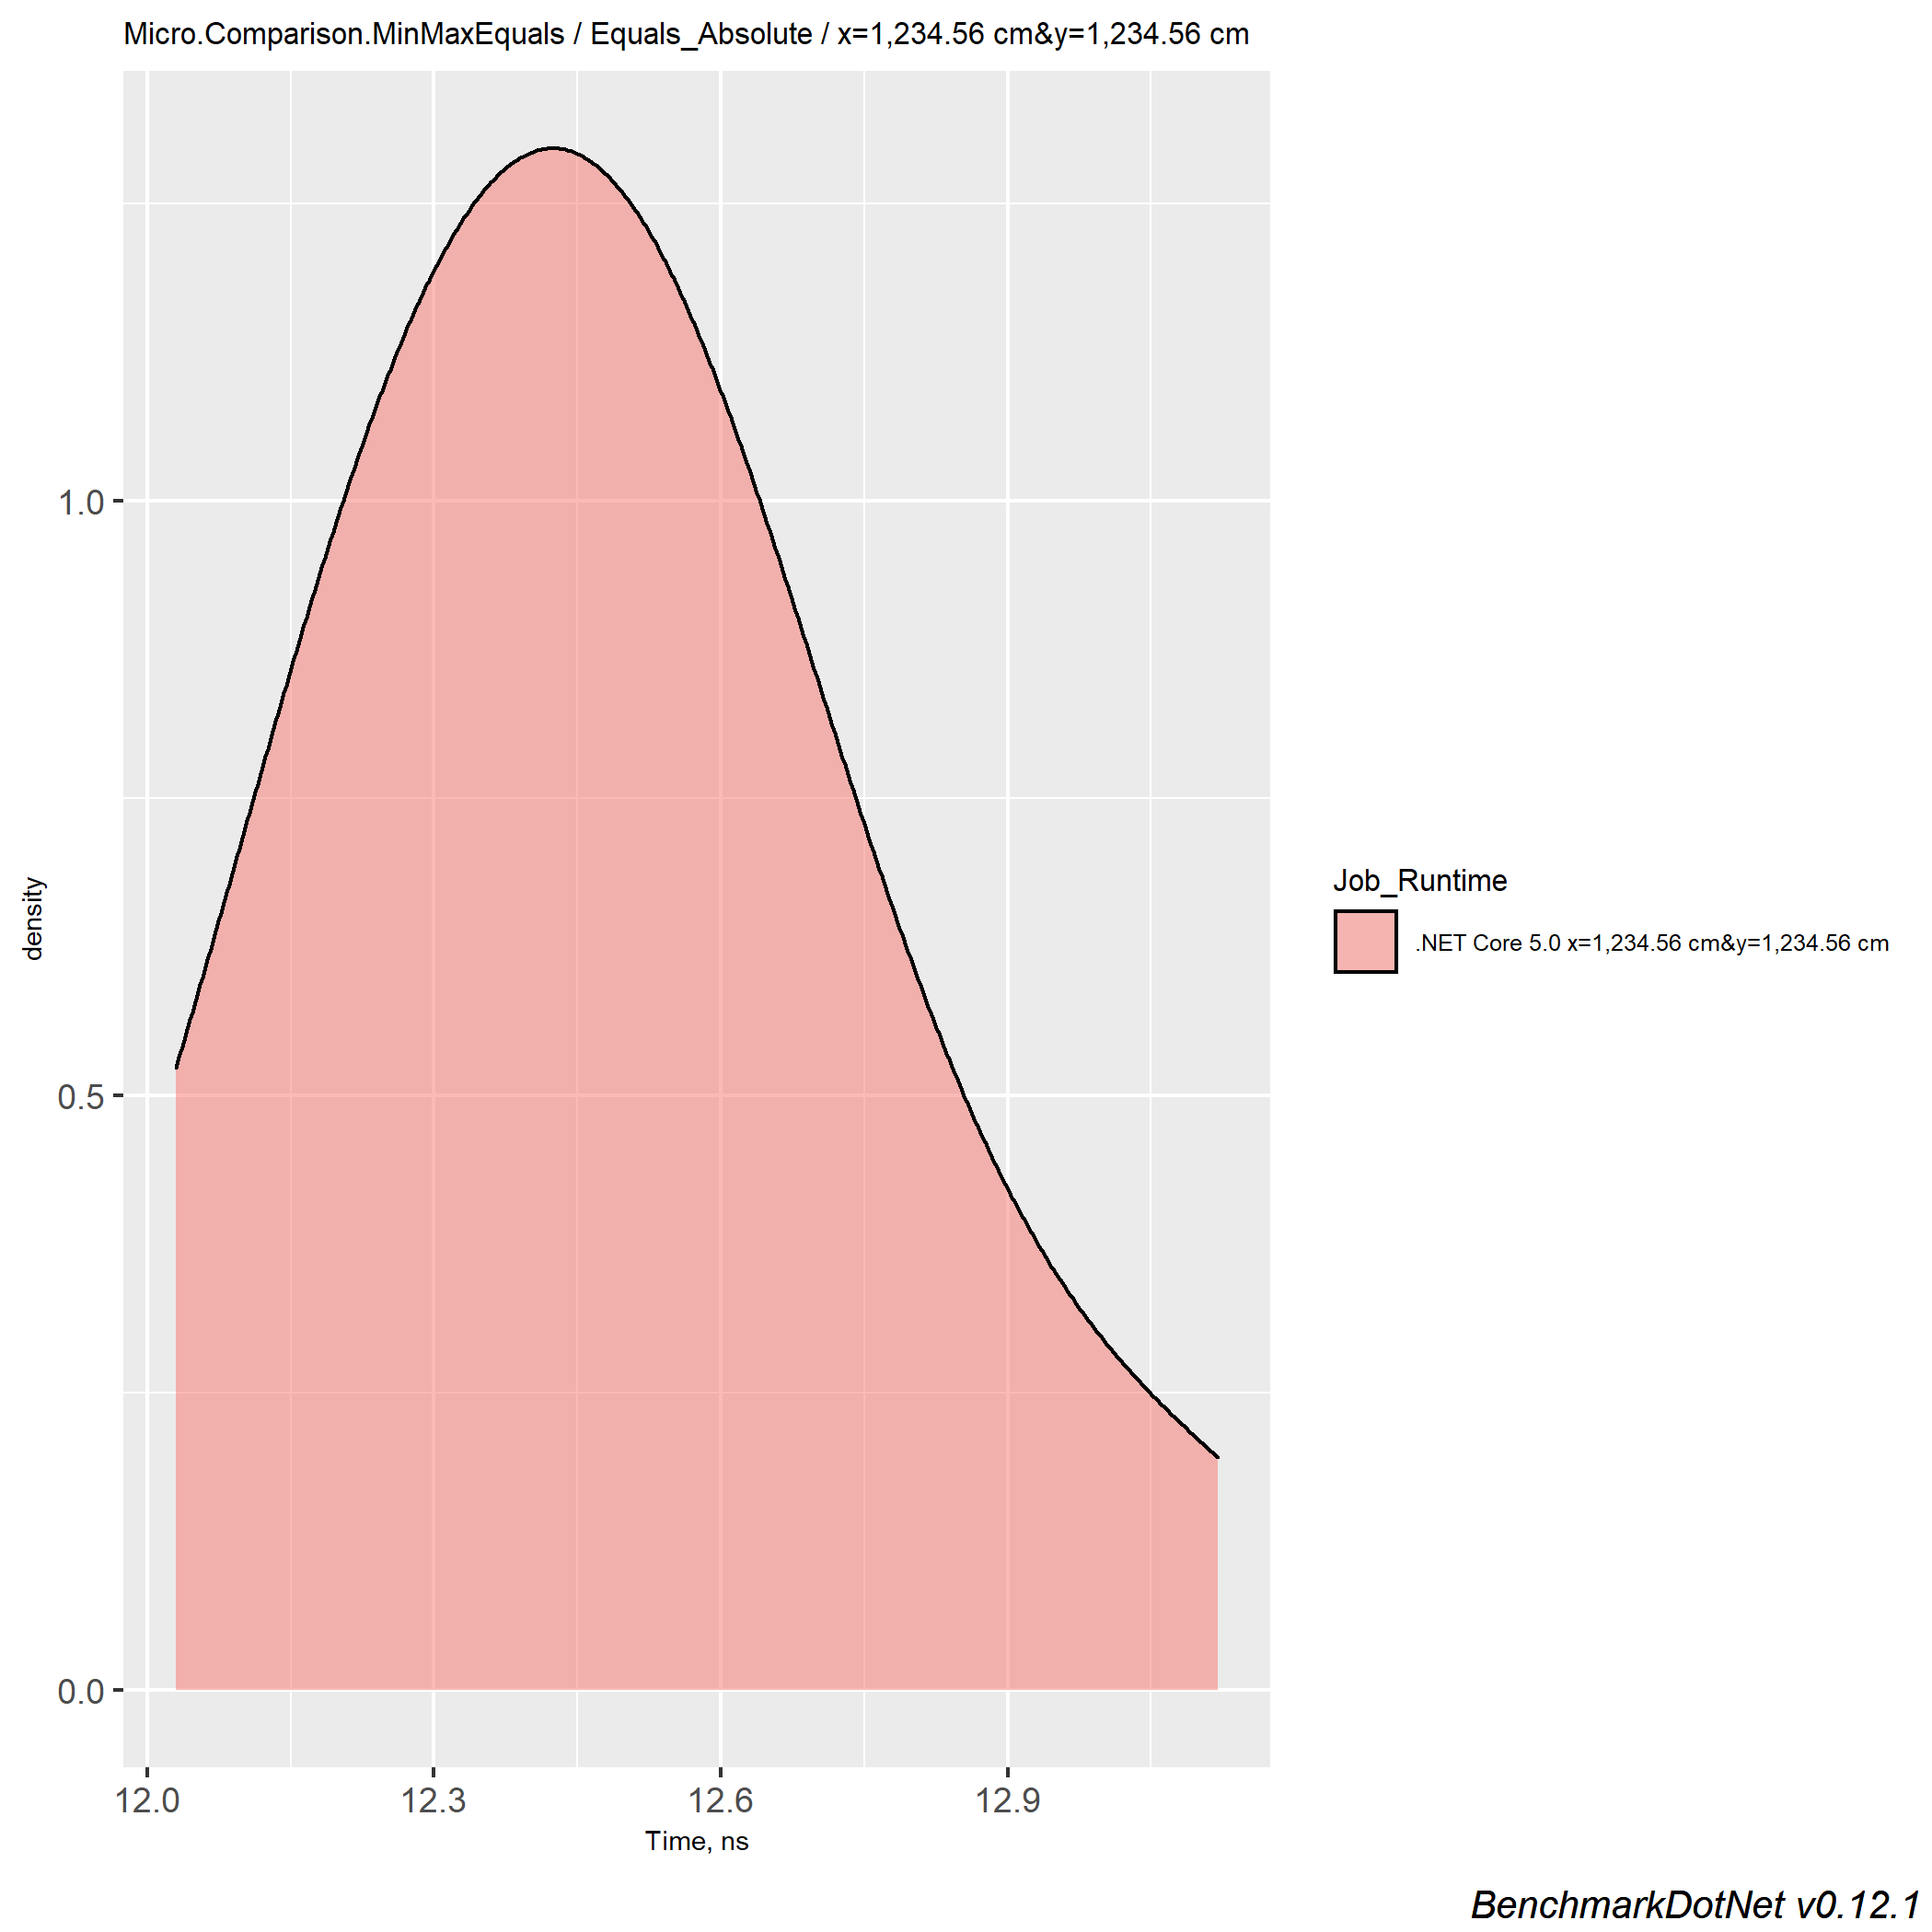 Micro.Comparison.MinMaxEquals / Equals_Absolute / x=1,234.56 cm&y=1,234.56 cm
1.0
0.5
0.0
density
12.0 12.3 12.6 12.9
Time, ns
Job_Runtime
.NET Core 5.0 x=1,234.56 cm&y=1,234.56 cm
BenchmarkDotNet v0.12.1